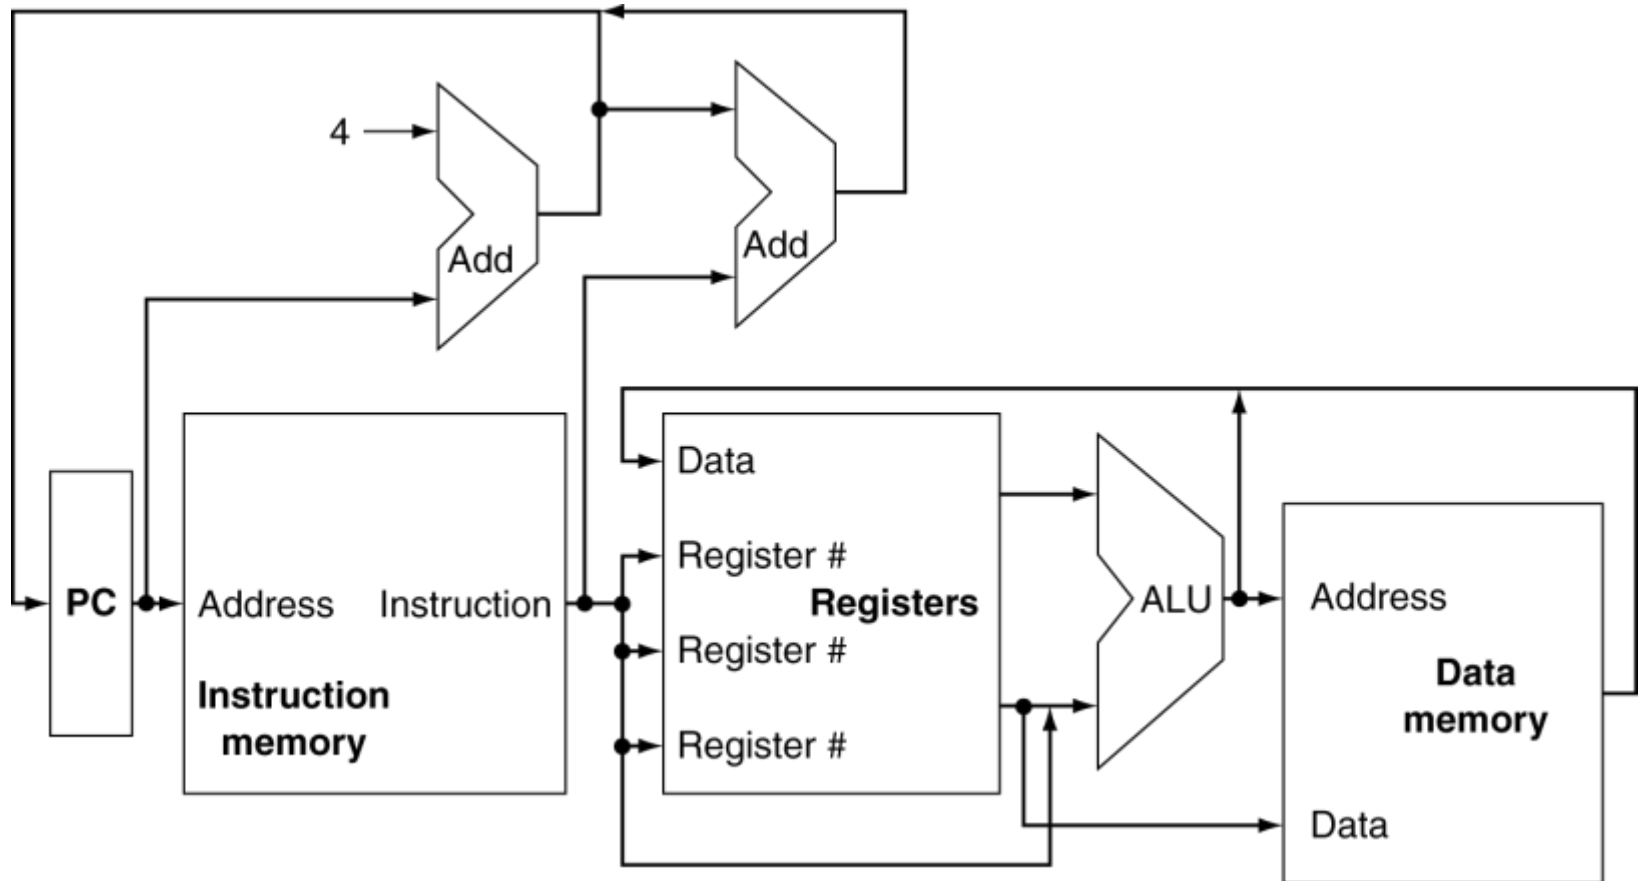 4
Add
Add
Data
Register #
PC
Address
Instruction
Registers
ALU
Address
Register #
Instruction
memory
Data
memory
Register #
Data